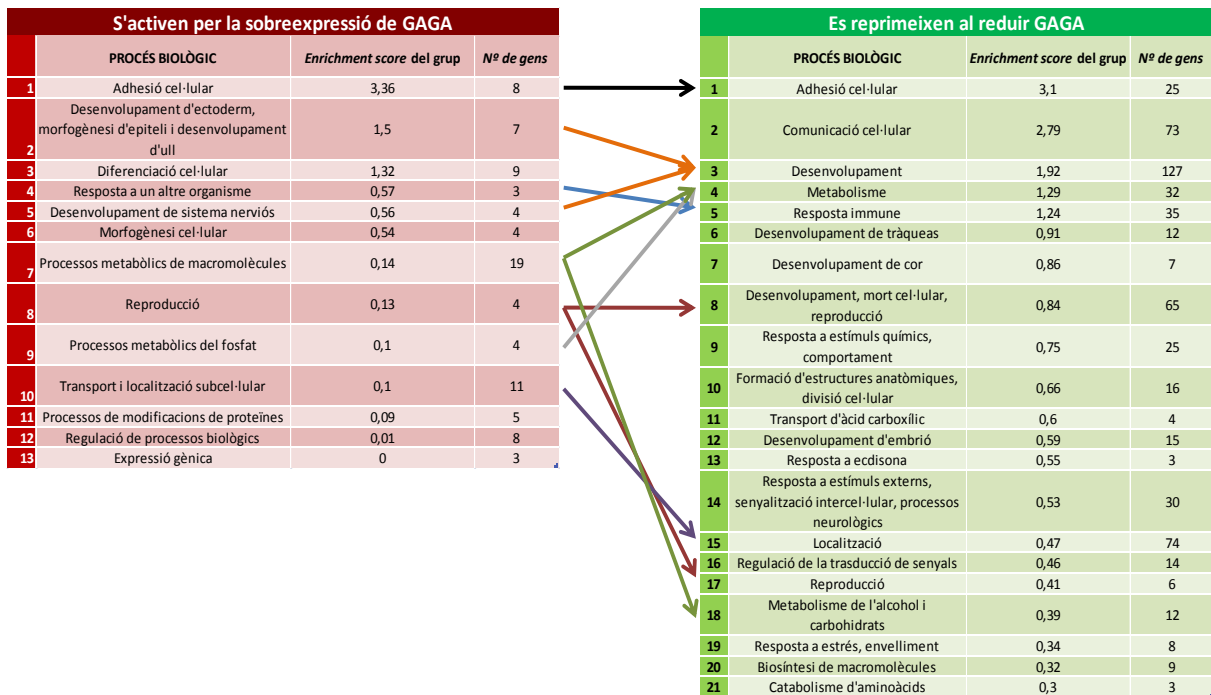 S'activen per la sobreexpressió de GAGA
PROCÉS BIOLÒGIC Enrichment score del grup Nº de gens
1 Adhesió cel·lular 3,36 8
Desenvolupament d'ectoderm,
morfogènesi d'epiteli i desenvolupament
d'ull
2 1,5 7
3 Diferenciació cel·lular 1,32 9
4 Resposta a un altre organisme 0,57 3
5 Desenvolupament de sistema nerviós 0,56 4
6 Morfogènesi cel·lular 0,54 4
7 Processos metabòlics de macromolècules 0,14 19
8 Reproducció 0,13 4
9 Processos metabòlics del fosfat 0,1 4
10 Transport i localització subcel·lular 0,1 11
11 Processos de modificacions de proteïnes 0,09 5
12 Regulació de processos biològics 0,01 8
13 Expressió gènica 0 3
Es reprimeixen al reduir GAGA
PROCÉS BIOLÒGIC Enrichment score del grup Nº de gens
1 Adhesió cel·lular 3,1 25
2 Comunicació cel·lular 2,79 73
3 Desenvolupament 1,92 127
4 Metabolisme 1,29 32
5 Resposta immune 1,24 35
6 Desenvolupament de tràqueas 0,91 12
7 Desenvolupament de cor 0,86 7
8 Desenvolupament, mort cel·lular, 0,84 65
reproducció
9 Resposta a estímuls químics, 0,75 25
comportament
10 Formació d'estructures anatòmiques, 0,66 16
divisió cel·lular
11 Transport d'àcid carboxílic 0,6 4
12 Desenvolupament d'embrió 0,59 15
13 Resposta a ecdisona 0,55 3
Resposta a estímuls externs,
14 senyalització intercel·lular, processos 0,53 30
neurològics
15 Localització 0,47 74
16 Regulació de la trasducció de senyals 0,46 14
17 Reproducció 0,41 6
18 Metabolisme de l'alcohol i 0,39 12
carbohidrats
19 Resposta a estrés, envelliment 0,34 8
20 Biosíntesi de macromolècules 0,32 9
21 Catabolisme d'aminoàcids 0,3 3